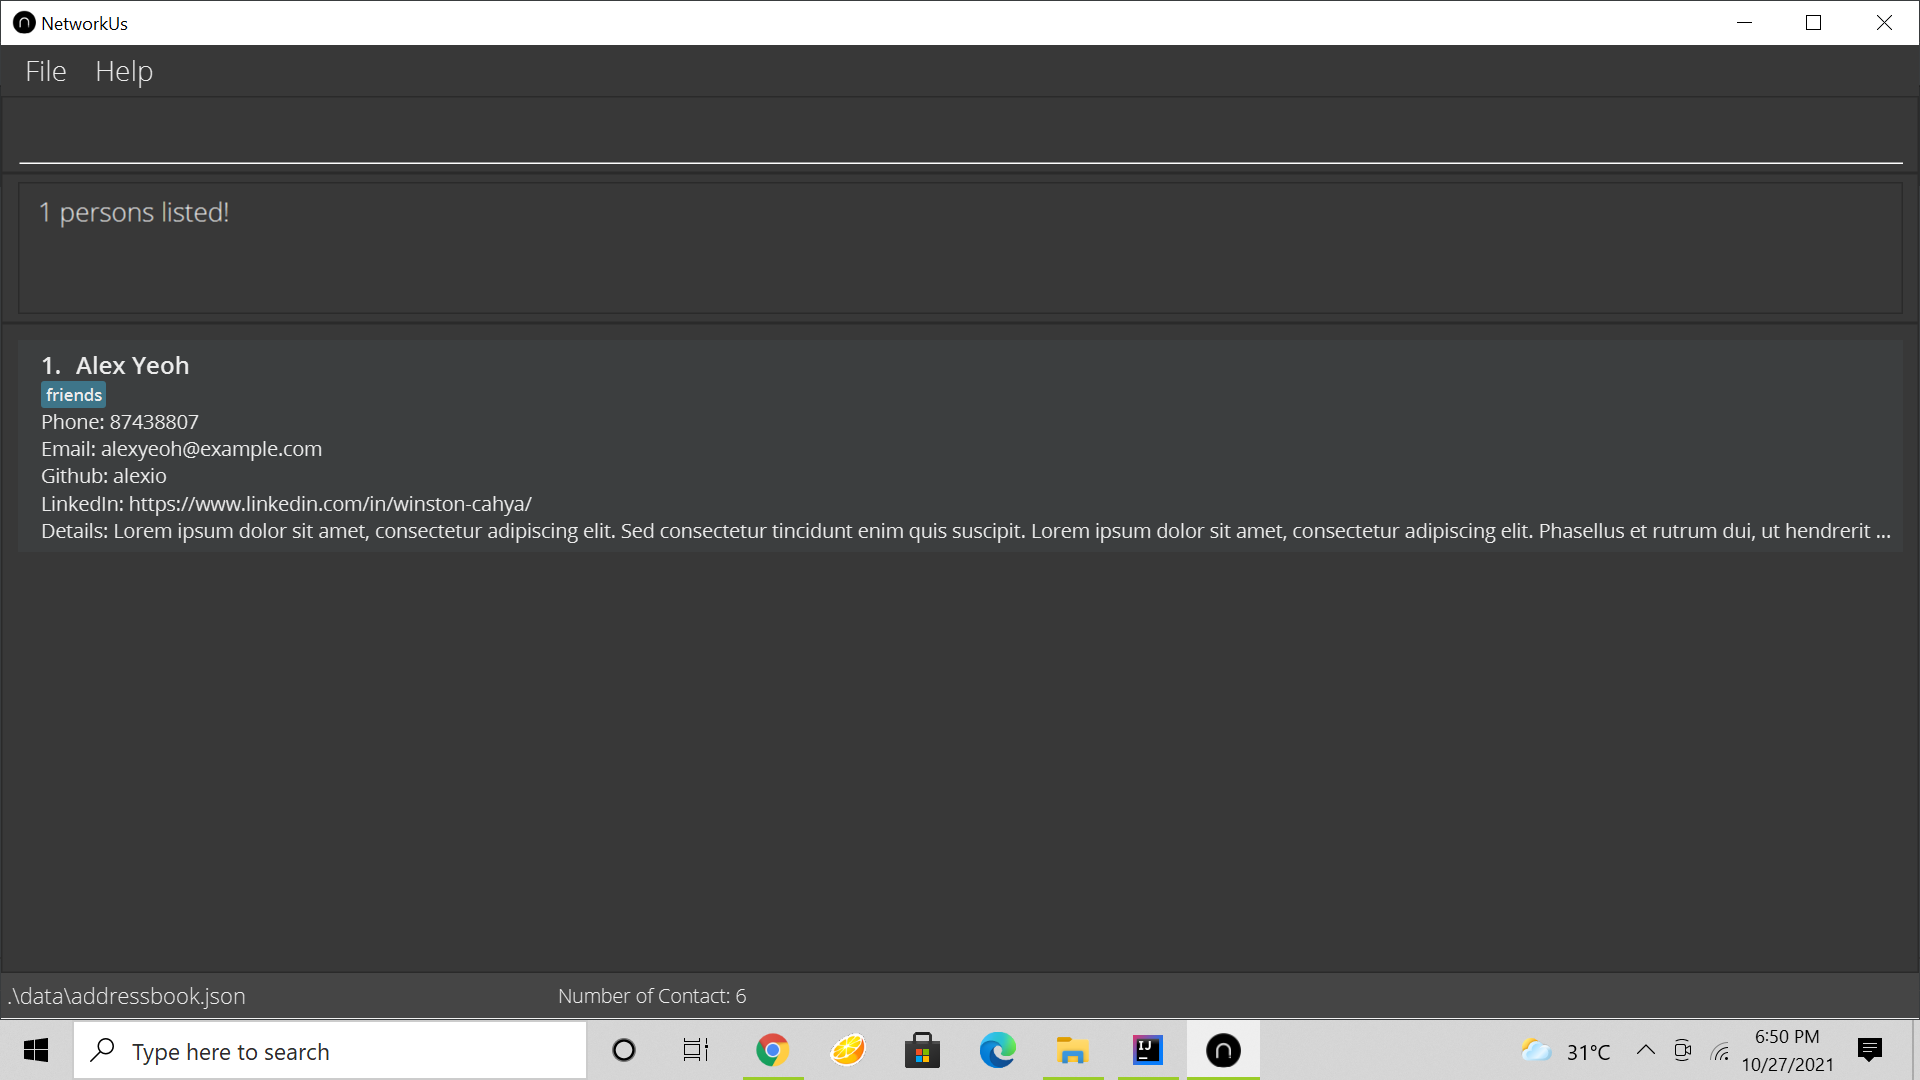 NetworkUs
File Help
1 persons listed!
1. Alex Yeoh
friends
Phone: 87438807
Email: alexyeoh@example.com
Github: alexio
LinkedIn: https://www.linkedin.com/in/winston-cahya/
Details: Lorem ipsum dolor sit amet, consectetur adipiscing elit. Sed consectetur tincidunt enim quis suscipit. Lorem ipsum dolor sit amet, consectetur adipiscing elit. Phasellus et rutrum dui, ut hendrerit ...
.\data\addressbook.json Number of Contact: 6
Type here to search IJ 31°C 6:50 PM
10/27/2021